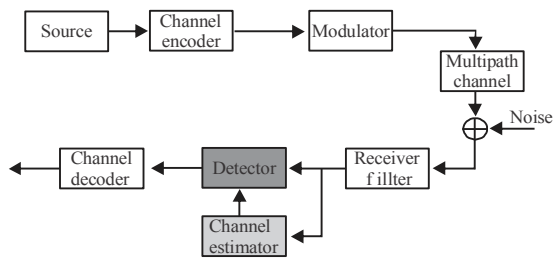 Source
Channel
encoder
Modulator
Multipath
channel
Noise
Channel
decoder
Detector
Receiver
f illter
Channel
estimator